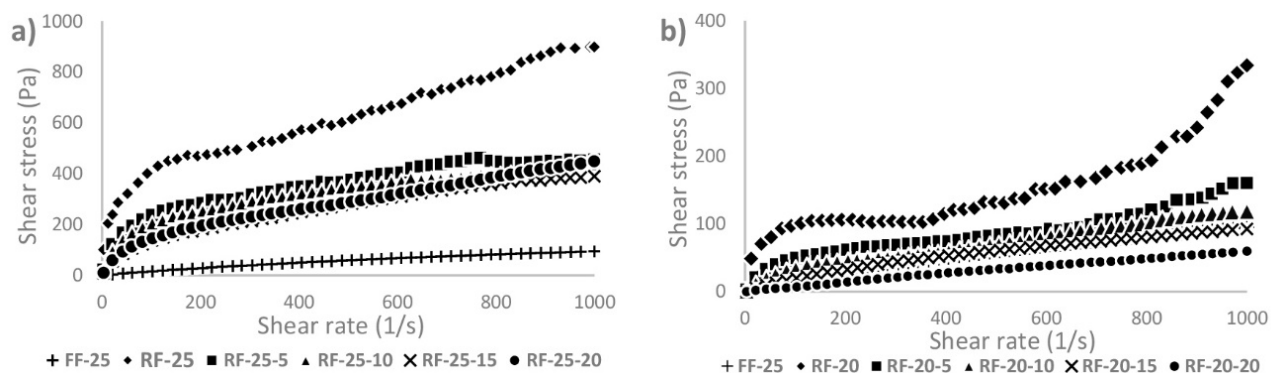 a)
1000
800
600
400
200
0
Shear stress (Pa)
0 200 400 600 800 1000
Shear rate (1/s)
FF-25 RF-25 RF-25-5 RF-25-10 RF-25-15 RF-25-20
b)
400
300
200
100
0
Shear stress (Pa)
0 200 400 600 800 1000
Shear rate (1/s)
FF-25 RF-20 RF-20-5 RF-20-10 RF-20-15 RF-20-20